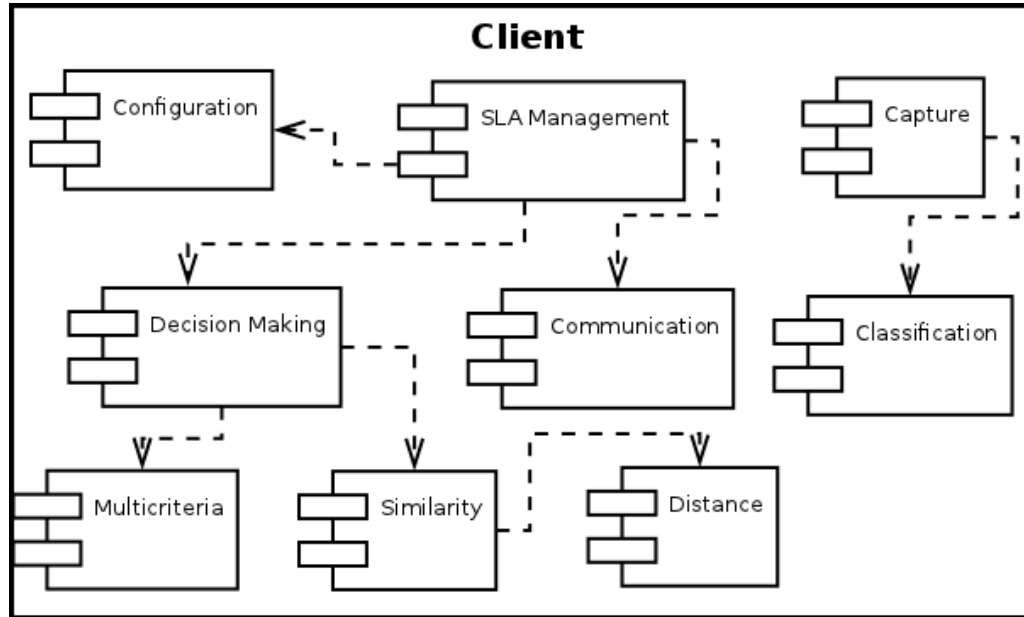 Client
Configuration
SLA Management
Capture
Decision Making
Communication
Classification
Multicriteria
Similarity
Distance